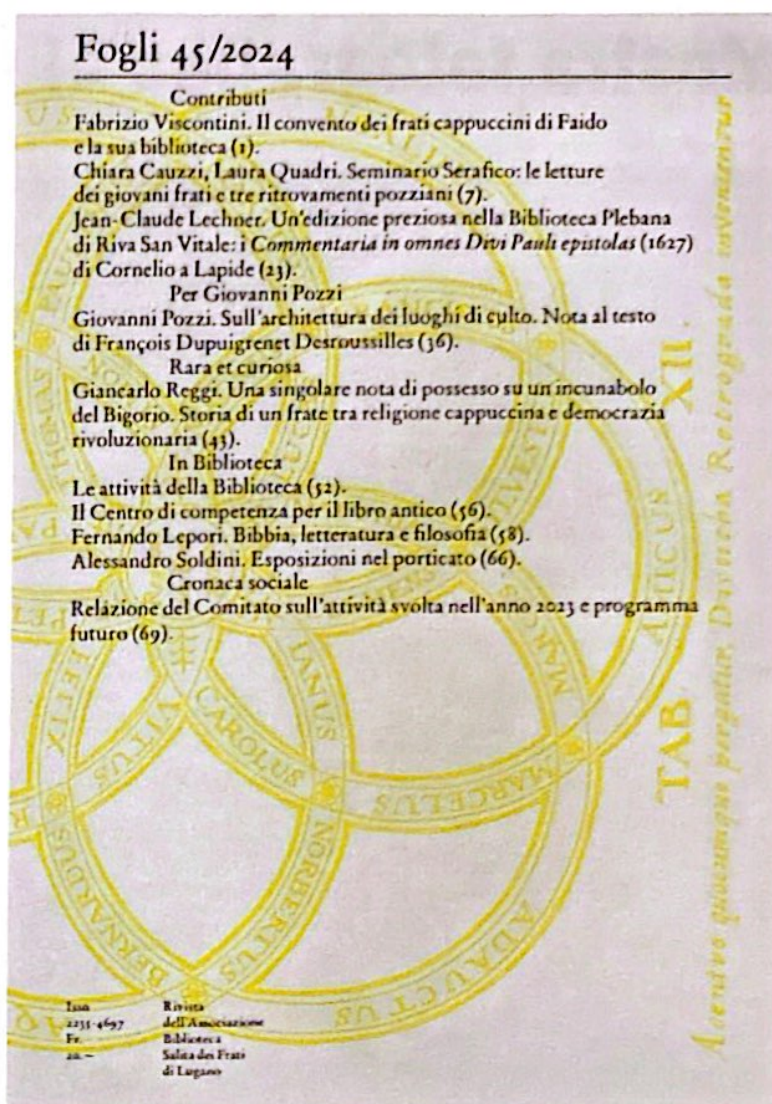 Fogli 45/2024
Contributi
Fabrizio Viscontini. Il convento dei frati cappuccini di Faido
e la sua biblioteca (1).
Chiara Cauzzi, Laura Quadri. Seminario Serafico: le letture
dei giovani frati e tre ritrovamenti pozziani (7).
Jean-Claude Lechner. Un'edizione preziosa nella Biblioteca Plebana
di Riva San Vitale: i Commentaria in omnes Divi Pauli epistolas (1627)
di Cornelio a Lapide (23).
Per Giovanni Pozzi
Giovanni Pozzi. Sull'architettura dei luoghi di culto. Nota al testo
di François Dupuigrenet Desroussilles (36).
Rara et curiosa
Giancarlo Reggi. Una singolare nota di possesso su un incunabolo
del Bigorio. Storia di un frate tra religione cappuccina e democrazia
rivoluzionaria (43).
In Biblioteca
Le attività della Biblioteca (52).
Il Centro di competenza per il libro antico (56).
Fernando Lepori. Bibbia, letteratura e filosofia (58).
Alessandro Soldini. Esposizioni nel porticato (66).
Cronaca sociale
Relazione del Comitato sull'attività svolta nell'anno 2023 e programma
futuro (69).
THOMAS
FELIX
VITUS
CAROLUS
IANUS
MARCELLUS
AMICUS
BERNARDUS
NORBERTUS
ADAUCTUS
TAB XII.
A centro quocumque pergatur, Retrograda
Issn
2235-4697
Fr.
20.–
Rivista
dell'Associazione
Biblioteca
Salita dei Frati
di Lugano